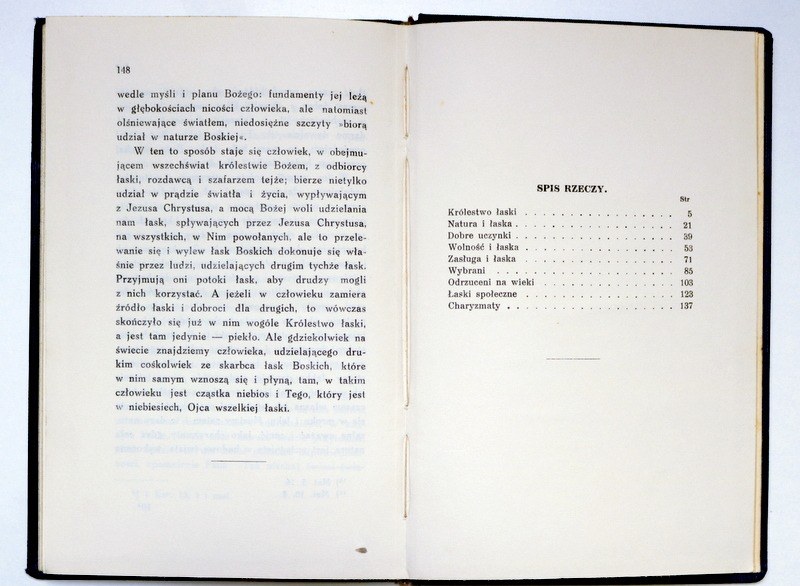 148
wedle myśli i planu Bożego: fundamenty jej leżą
w głębokościach nicości człowieka, ale natomiast
olśniewające światłem, niedosiężne szczyty »biorą
udział w naturze Boskiej«.
W ten to sposób staje się człowiek, w obejmu-
jącem wszechświat królestwie Bożem, z odbiorcy
łaski, rozdawcą i szafarzem tejże; bierze nietylko
udział w prądzie światła i życia, wypływającym
z Jezusa Chrystusa, a mocą Bożej woli udzielania
nam łask, spływających przez Jezusa Chrystusa,
na wszystkich, w Nim powołanych, ale to przele-
wanie się i wylew łask Boskich dokonuje się wła-
śnie przez ludzi, udzielających drugim tychże łask.
Przyjmują oni potoki łask, aby drudzy mogli
z nich korzystać. A jeżeli w człowieku zamiera
źródło łaski i dobroci dla drugich, to wówczas
skończyło się już w nim wogóle Królestwo łaski,
a jest tam jedynie — piekło. Ale gdziekolwiek na
świecie znajdziemy człowieka, udzielającego dru-
kim cośkolwiek ze skarbca łask Boskich, które
w nim samym wznoszą się i płyną, tam, w takim
człowieku jest cząstka niebios i Tego, który jest
w niebiesiech, Ojca wszelkiej łaski.
SPIS RZECZY.
Str
Królestwo łaski . . . . . . . . . . . . . . . . 5
Natura i łaska . . . . . . . . . . . . . . . . 21
Dobre uczynki . . . . . . . . . . . . . . . . 39
Wolność i łaska . . . . . . . . . . . . . . . . 53
Zasługa i łaska . . . . . . . . . . . . . . . . 71
Wybrani . . . . . . . . . . . . . . . . 85
Odrzuceni na wieki . . . . . . . . . . . . . . 103
Łaski społeczne . . . . . . . . . . . . . . . . 123
Charyzmaty . . . . . . . . . . . . . . . . 137